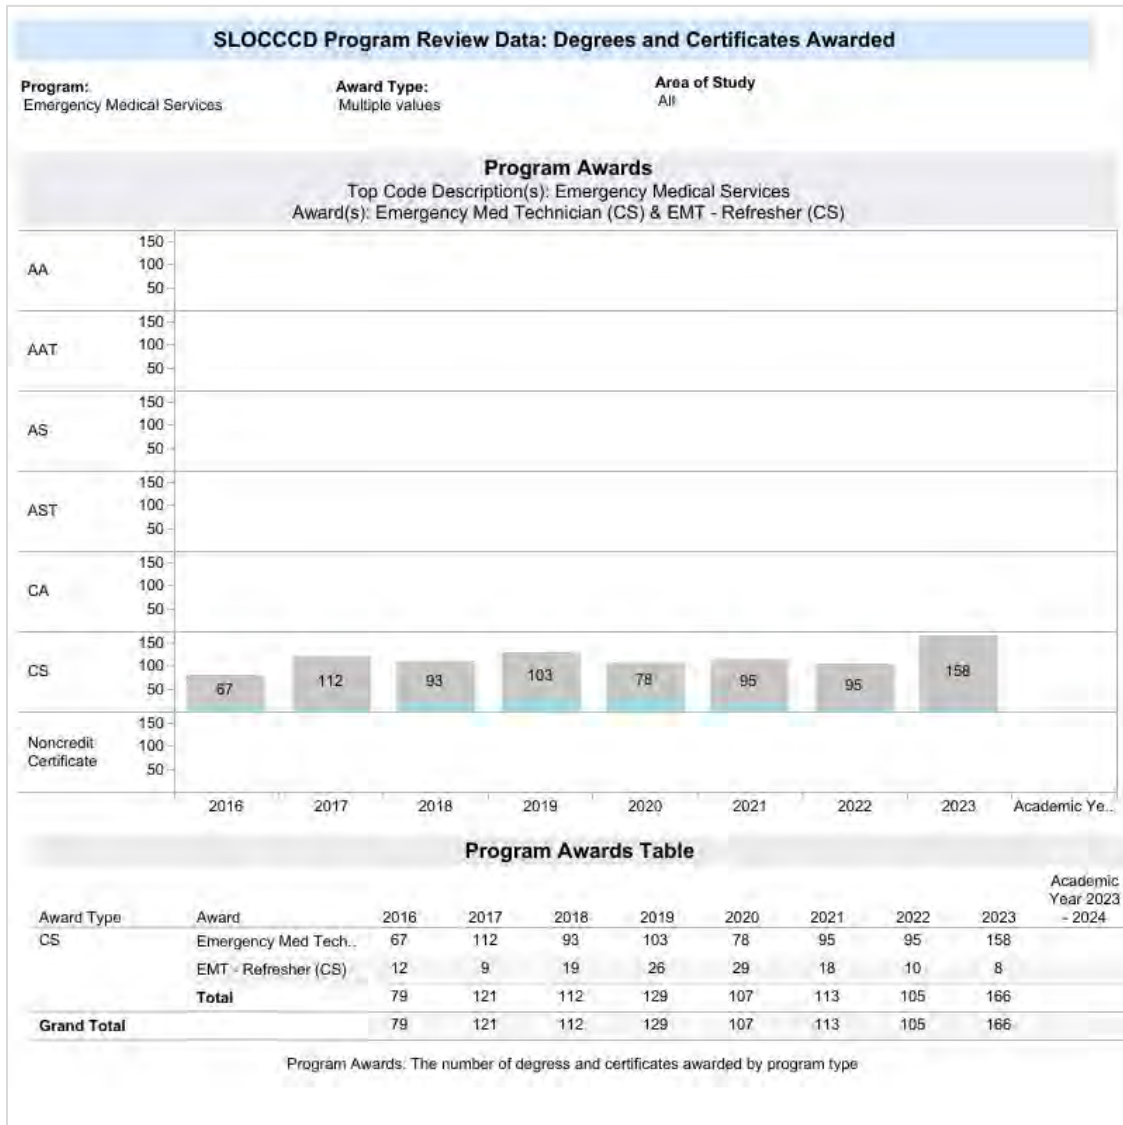 SLOCCCD Program Review Data: Degrees and Certificates Awarded
Program: Award Type: Area of Study
Emergency Medical Services Multiple values All
Program Awards
Top Code Description(s): Emergency Medical Services
Award(s): Emergency Med Technician (CS) & EMT - Refresher (CS)
150
AA 100
50
150
AAT 100
50
150
AS 100
50
150
AST 100
50
150
CA 100
50
150
CS 100
50
67 112 93 103 78 95 95 158
150
Noncredit 100
Certificate
50
2016 2017 2018 2019 2020 2021 2022 2023 Academic Ye..
Program Awards Table
Academic
Year 2023
Award Type Award 2016 2017 2018 2019 2020 2021 2022 2023 - 2024
CS Emergency Med Tech.. 67 112 93 103 78 95 95 158
EMT - Refresher (CS) 12 9 19 26 29 18 10 8
Total 79 121 112 129 107 113 105 166
Grand Total 79 121 112 129 107 113 105 166
Program Awards: The number of degress and certificates awarded by program type